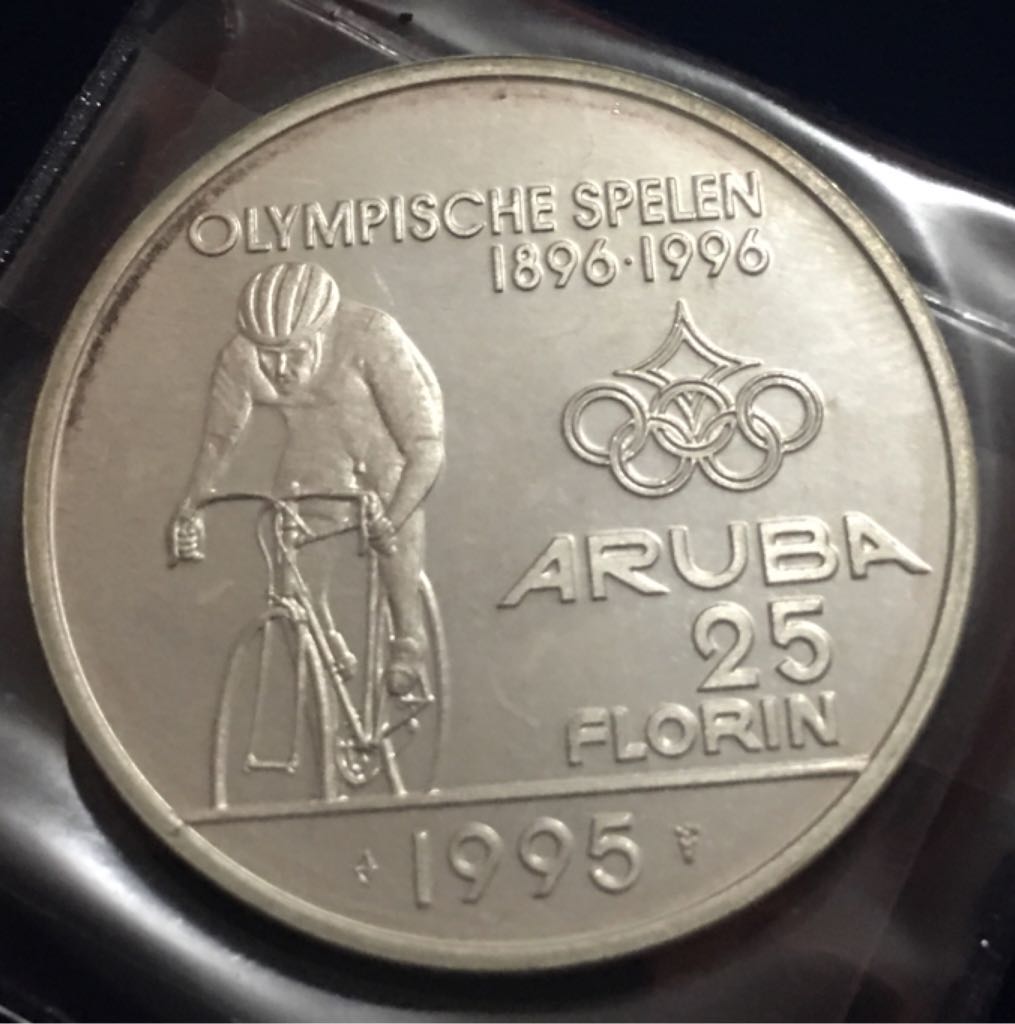 OLYMPISCHE SPELEN
1896·1996
ARUBA
25
FLORIN
1995